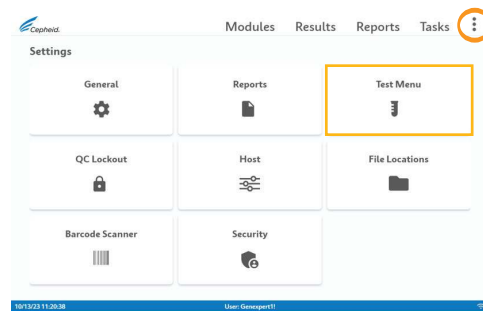 Cepheid.
Modules Results Reports Tasks
Settings
General Reports Test Menu
QC Lockout Host File Locations
Barcode Scanner Security
10/13/23 11:20:38 User: Genexpert1!